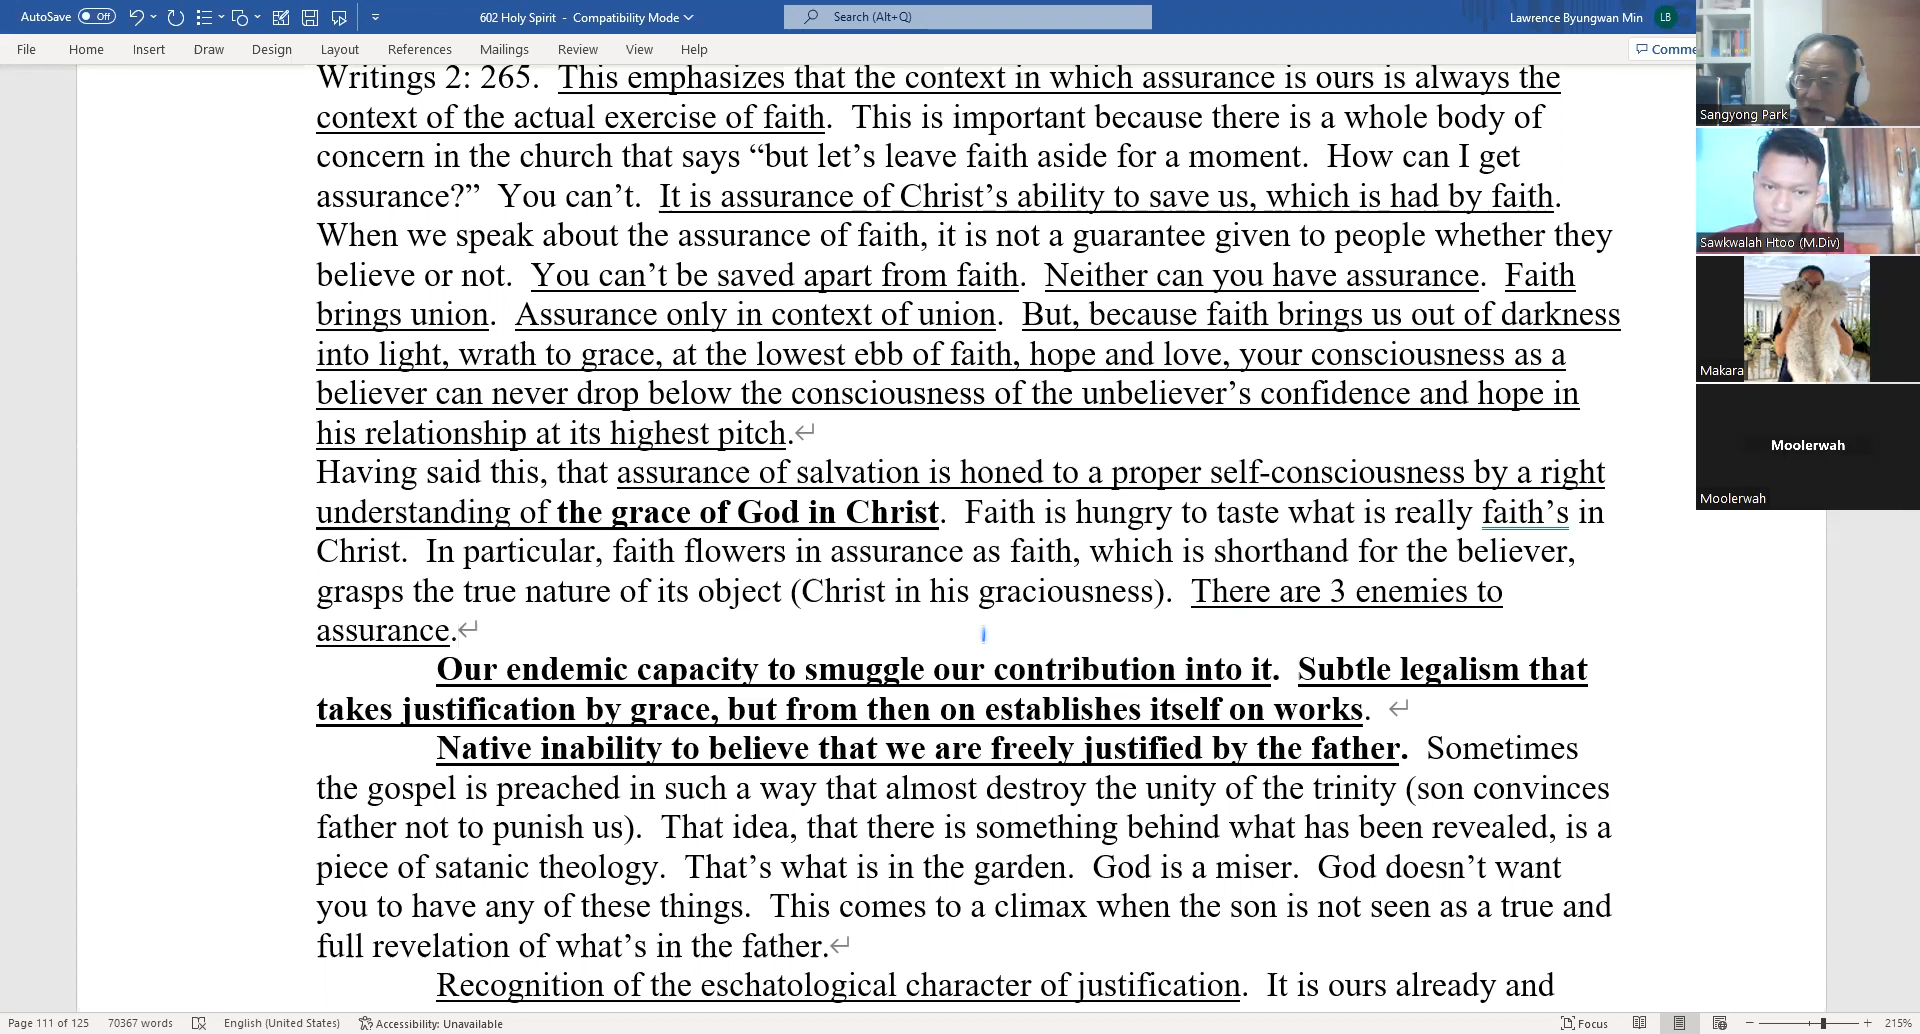 AutoSave Off 602 Holy Spirit - Compatibility Mode Search (Alt+Q) Lawrence Byungwan Min LB
File Home Insert Draw Design Layout References Mailings Review View Help Comme
Writings 2: 265. This emphasizes that the context in which assurance is ours is always the
context of the actual exercise of faith. This is important because there is a whole body of
concern in the church that says “but let’s leave faith aside for a moment. How can I get
assurance?” You can’t. It is assurance of Christ’s ability to save us, which is had by faith.
When we speak about the assurance of faith, it is not a guarantee given to people whether they
believe or not. You can’t be saved apart from faith. Neither can you have assurance. Faith
brings union. Assurance only in context of union. But, because faith brings us out of darkness
into light, wrath to grace, at the lowest ebb of faith, hope and love, your consciousness as a
believer can never drop below the consciousness of the unbeliever’s confidence and hope in
his relationship at its highest pitch.
Having said this, that assurance of salvation is honed to a proper self-consciousness by a right
understanding of the grace of God in Christ. Faith is hungry to taste what is really faith’s in
Christ. In particular, faith flowers in assurance as faith, which is shorthand for the believer,
grasps the true nature of its object (Christ in his graciousness). There are 3 enemies to
assurance.
Our endemic capacity to smuggle our contribution into it. Subtle legalism that
takes justification by grace, but from then on establishes itself on works.
Native inability to believe that we are freely justified by the father. Sometimes
the gospel is preached in such a way that almost destroy the unity of the trinity (son convinces
father not to punish us). That idea, that there is something behind what has been revealed, is a
piece of satanic theology. That’s what is in the garden. God is a miser. God doesn’t want
you to have any of these things. This comes to a climax when the son is not seen as a true and
full revelation of what’s in the father.
Recognition of the eschatological character of justification. It is ours already and
Page 111 of 125 70367 words English (United States) Accessibility: Unavailable Focus 215%
Sangyong Park
Sawkwalah Htoo (M.Div)
Makara
Moolerwah
Moolerwah